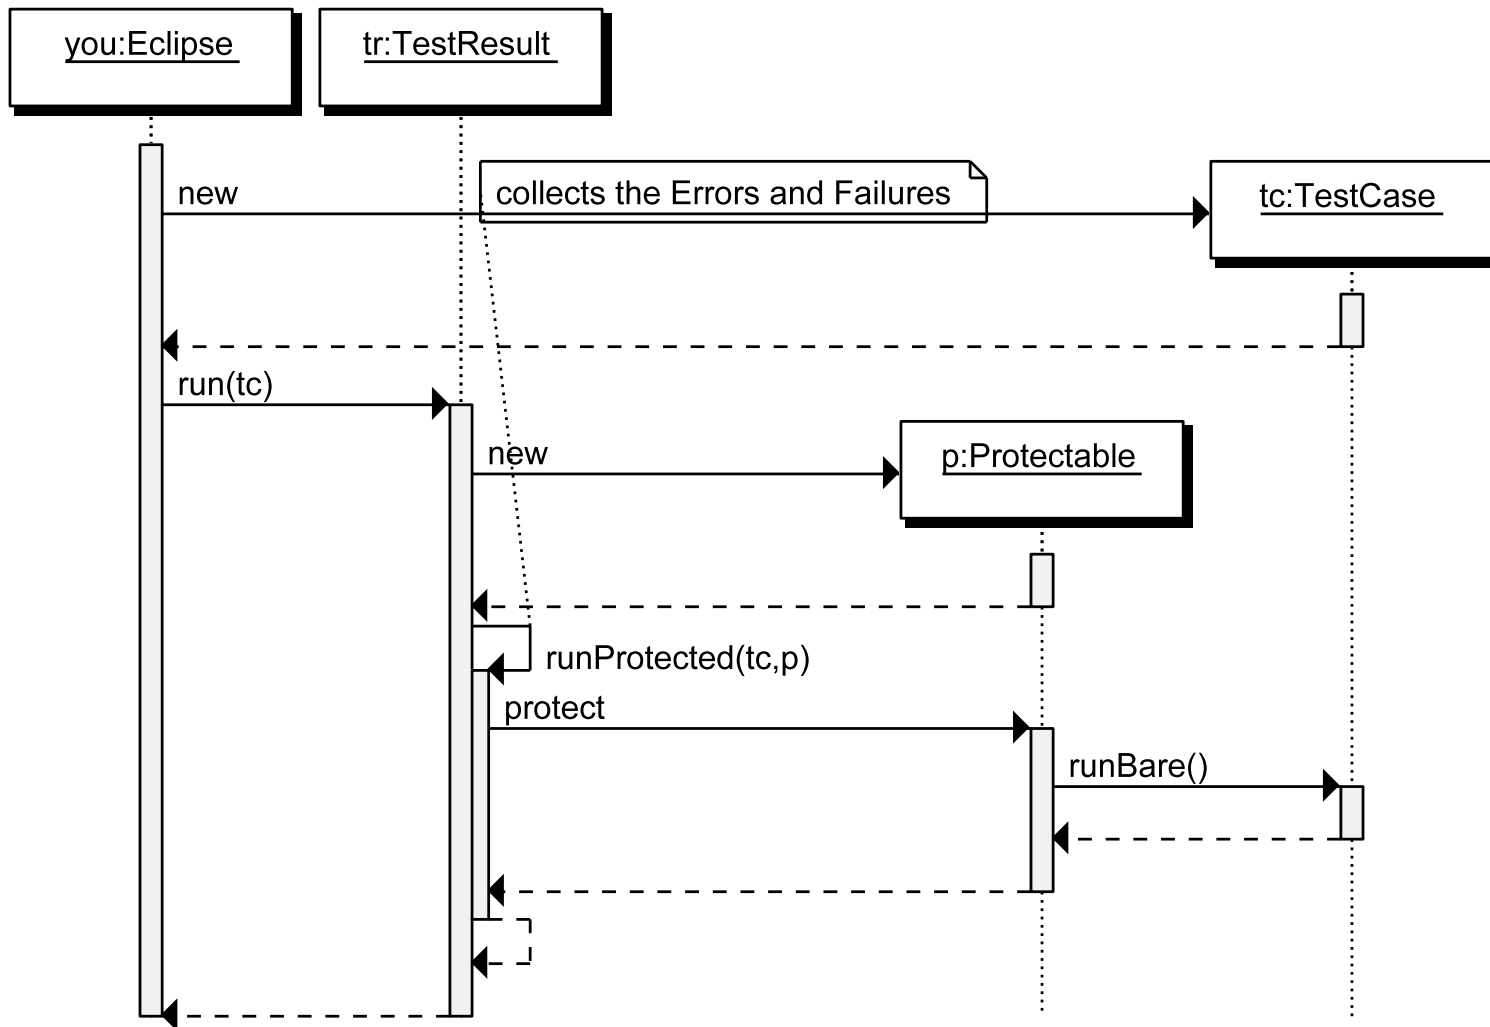 you:Eclipse
tr:TestResult
new
collects the Errors and Failures
tc:TestCase
run(tc)
new
p:Protectable
runProtected(tc,p)
protect
runBare()